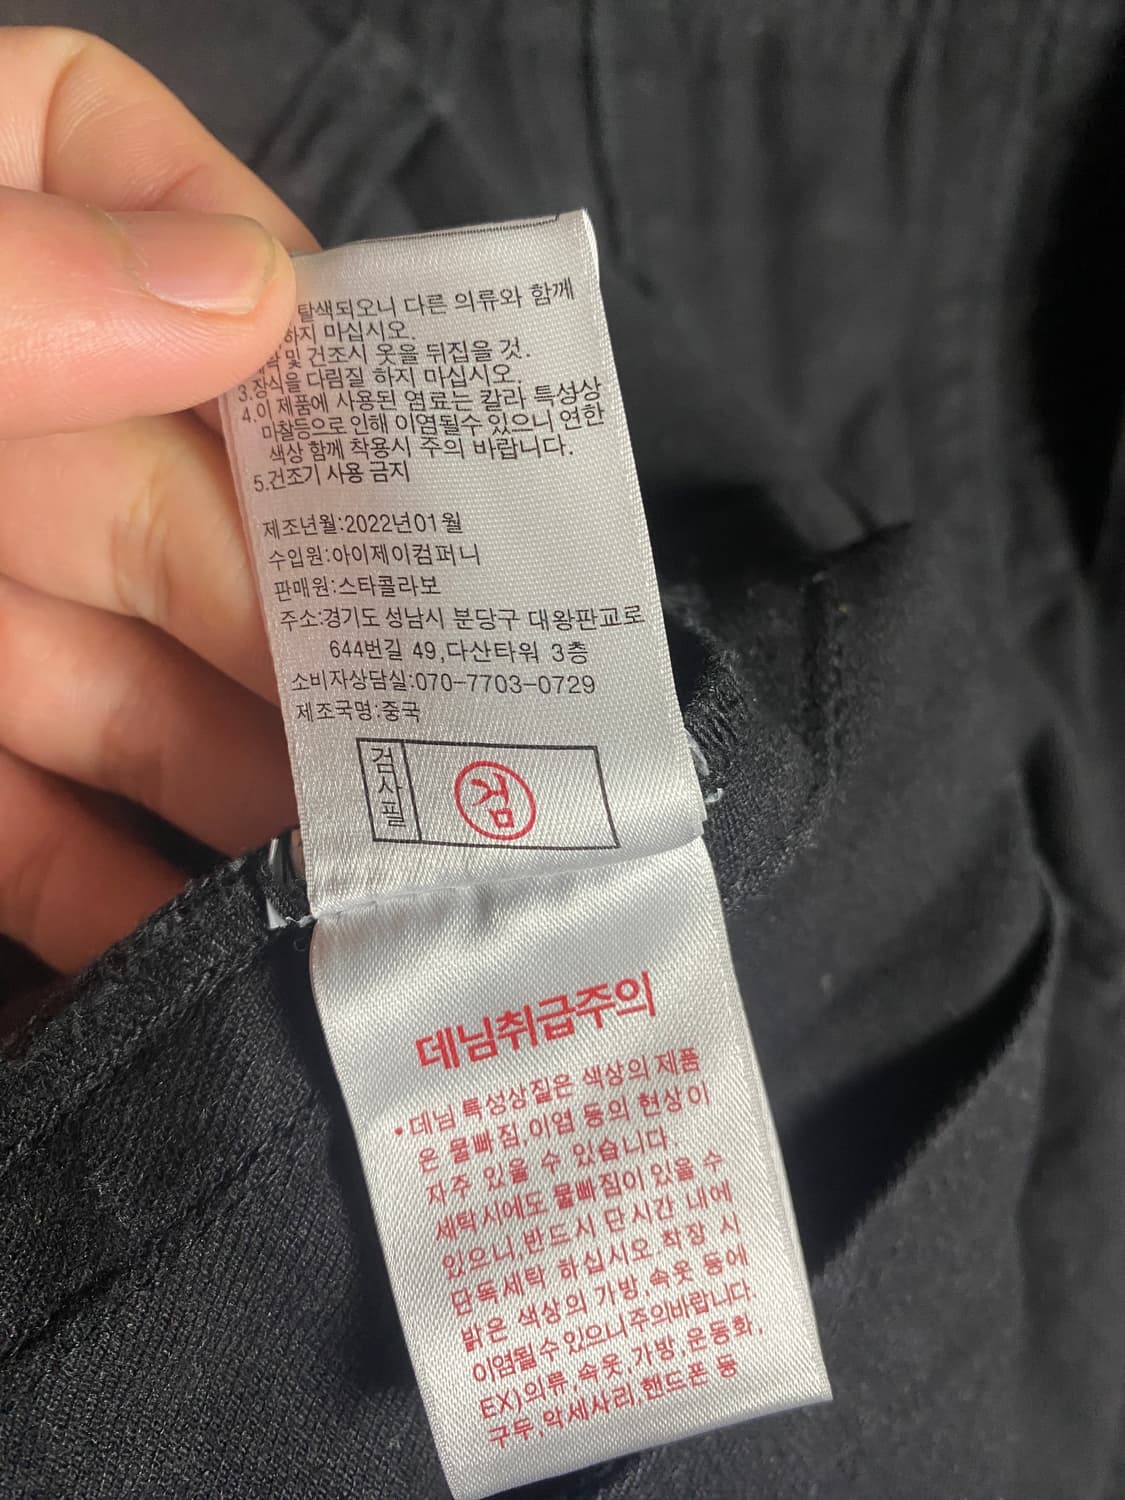 탈색되오니 다른 의류와 함께
하지 마십시오.
및 건조시 옷을 뒤집을 것.
3.장식을 다림질 하지 마십시오.
4.이 제품에 사용된 염료는 칼라 특성상
마찰등으로 인해 이염될수 있으니 연한
색상 함께 착용시 주의 바랍니다.
5.건조기 사용 금지
제조년월:2022년01월
수입원:아이제이컴퍼니
판매원:스타콜라보
주소:경기도 성남시 분당구 대왕판교로
644번길 49,다산타워 3층
소비자상담실:070-7703-0729
제조국명:중국
검사필
검
데님취급주의
• 데님 특성상짙은 색상의 제품
은 물빠짐,이염 등의 현상이
자주 있을 수 있습니다.
세탁시에도 물빠짐이 있을 수
있으니,반드시 단시간 내에
단독세탁 하십시오.착장 시
밝은 색상의 가방,속옷 등에
이염될수있으니주의바랍니다.
EX)의류,속옷,가방,운동화,
구두,악세사리,핸드폰 등